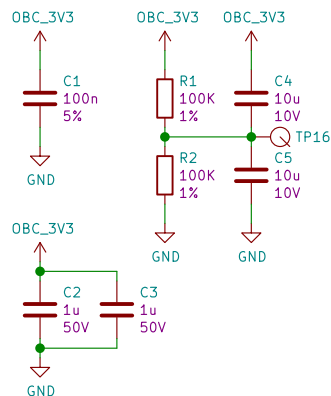 OBC_3V3 OBC_3V3 OBC_3V3
C1
100n
5%
GND
R1
100K
1%
C4
10u
10V
TP16
R2
100K
1%
C5
10u
10V
GND GND
OBC_3V3
C2
1u
50V
C3
1u
50V
GND